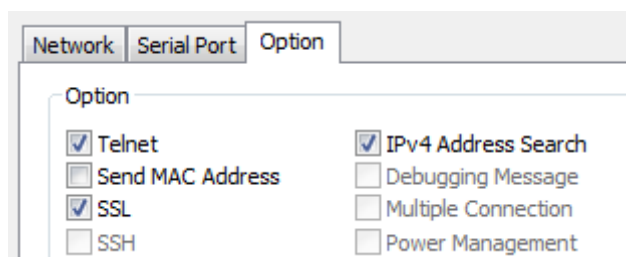 Network Serial Port Option
Option
Telnet IPv4 Address Search
Send MAC Address Debugging Message
SSL Multiple Connection
SSH Power Management